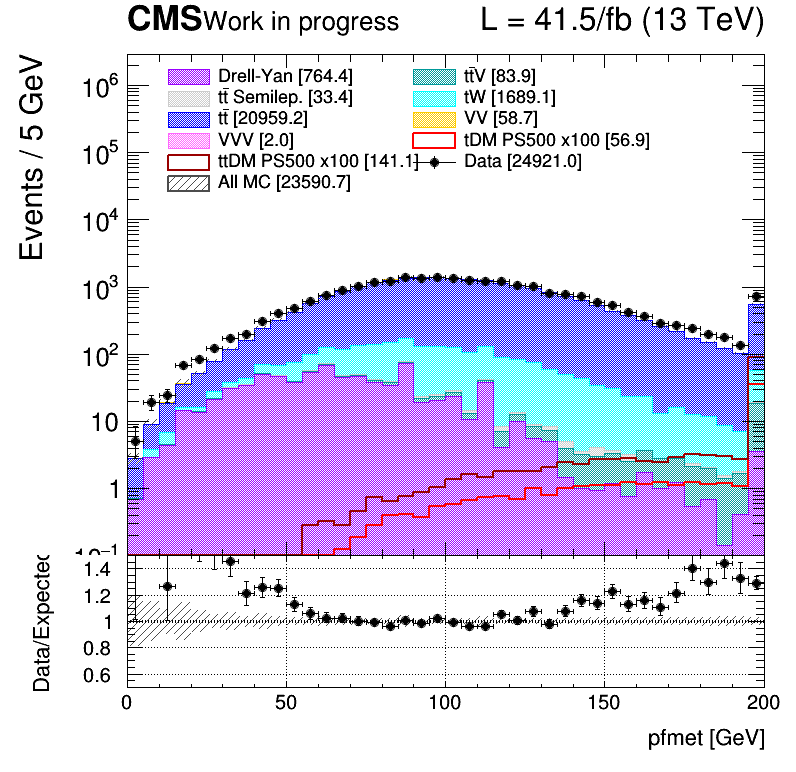 CMS Work in progress L = 41.5/fb (13 TeV)
Events / 5 GeV
Drell-Yan [764.4] tt̄V [83.9]
tt̄ Semilep. [33.4] tW [1689.1]
tt̄ [20959.2] VV [58.7]
VVV [2.0] tDM PS500 x100 [56.9]
ttDM PS500 x100 [141.1] Data [24921.0]
All MC [23590.7]
10⁶
10⁵
10⁴
10³
10²
10
1
10⁻¹
Data/Expected
1.4
1.2
1
0.8
0.6
0 50 100 150 200
pfmet [GeV]